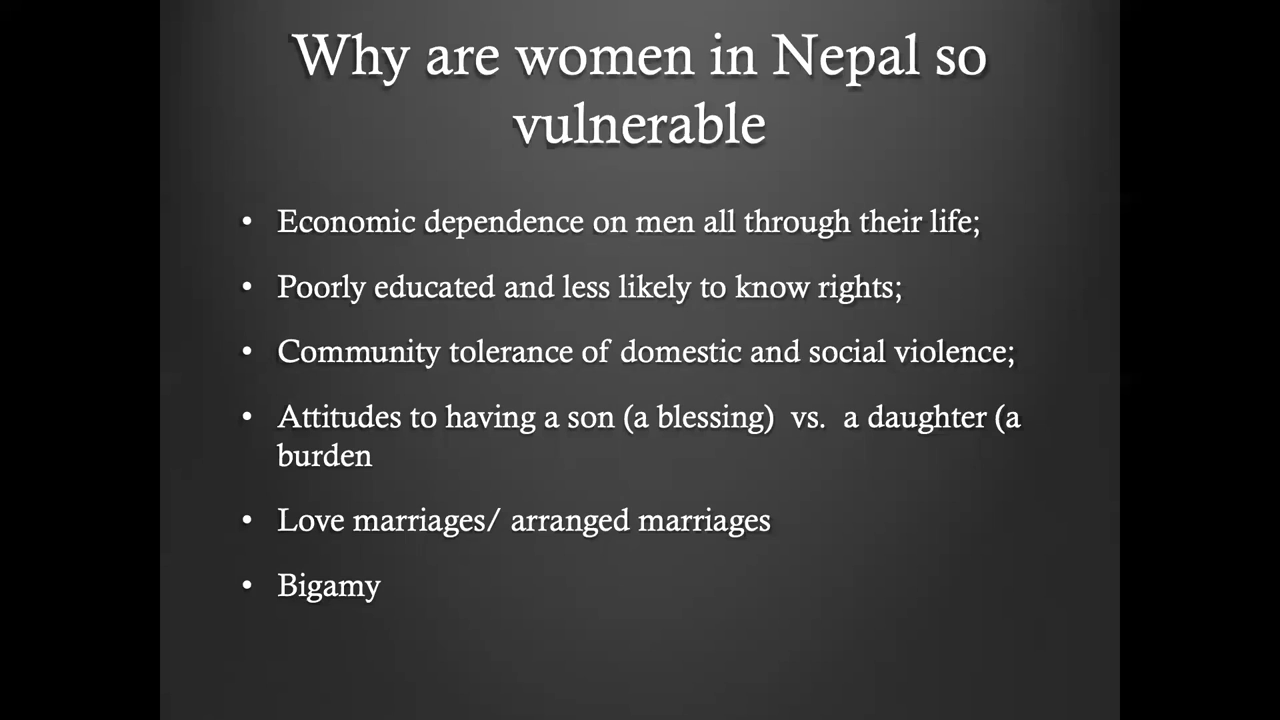 Why are women in Nepal so
vulnerable
• Economic dependence on men all through their life;
• Poorly educated and less likely to know rights;
• Community tolerance of domestic and social violence;
• Attitudes to having a son (a blessing)  vs.  a daughter (a
burden
• Love marriages/ arranged marriages
• Bigamy